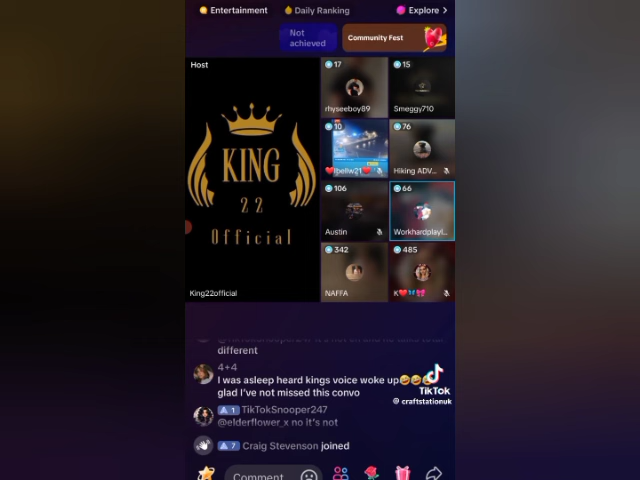 Entertainment
Daily Ranking
Explore >
Not
achieved
Community Fest
Host
KING
22
Official
King22official
17
rhyseeboy89
15
Smeggy710
10
76
Hiking ADV...
106
Austin
66
Workhardplayl...
342
NAFFA
485
K❤️🦋🎀
different
4+4
I was asleep heard kings voice woke up🤣🤣🤣
glad I've not missed this convo
1 TikTokSnooper247
@elderflower_x no it's not
7 Craig Stevenson joined
TikTok
@craftstationuk
Comment...